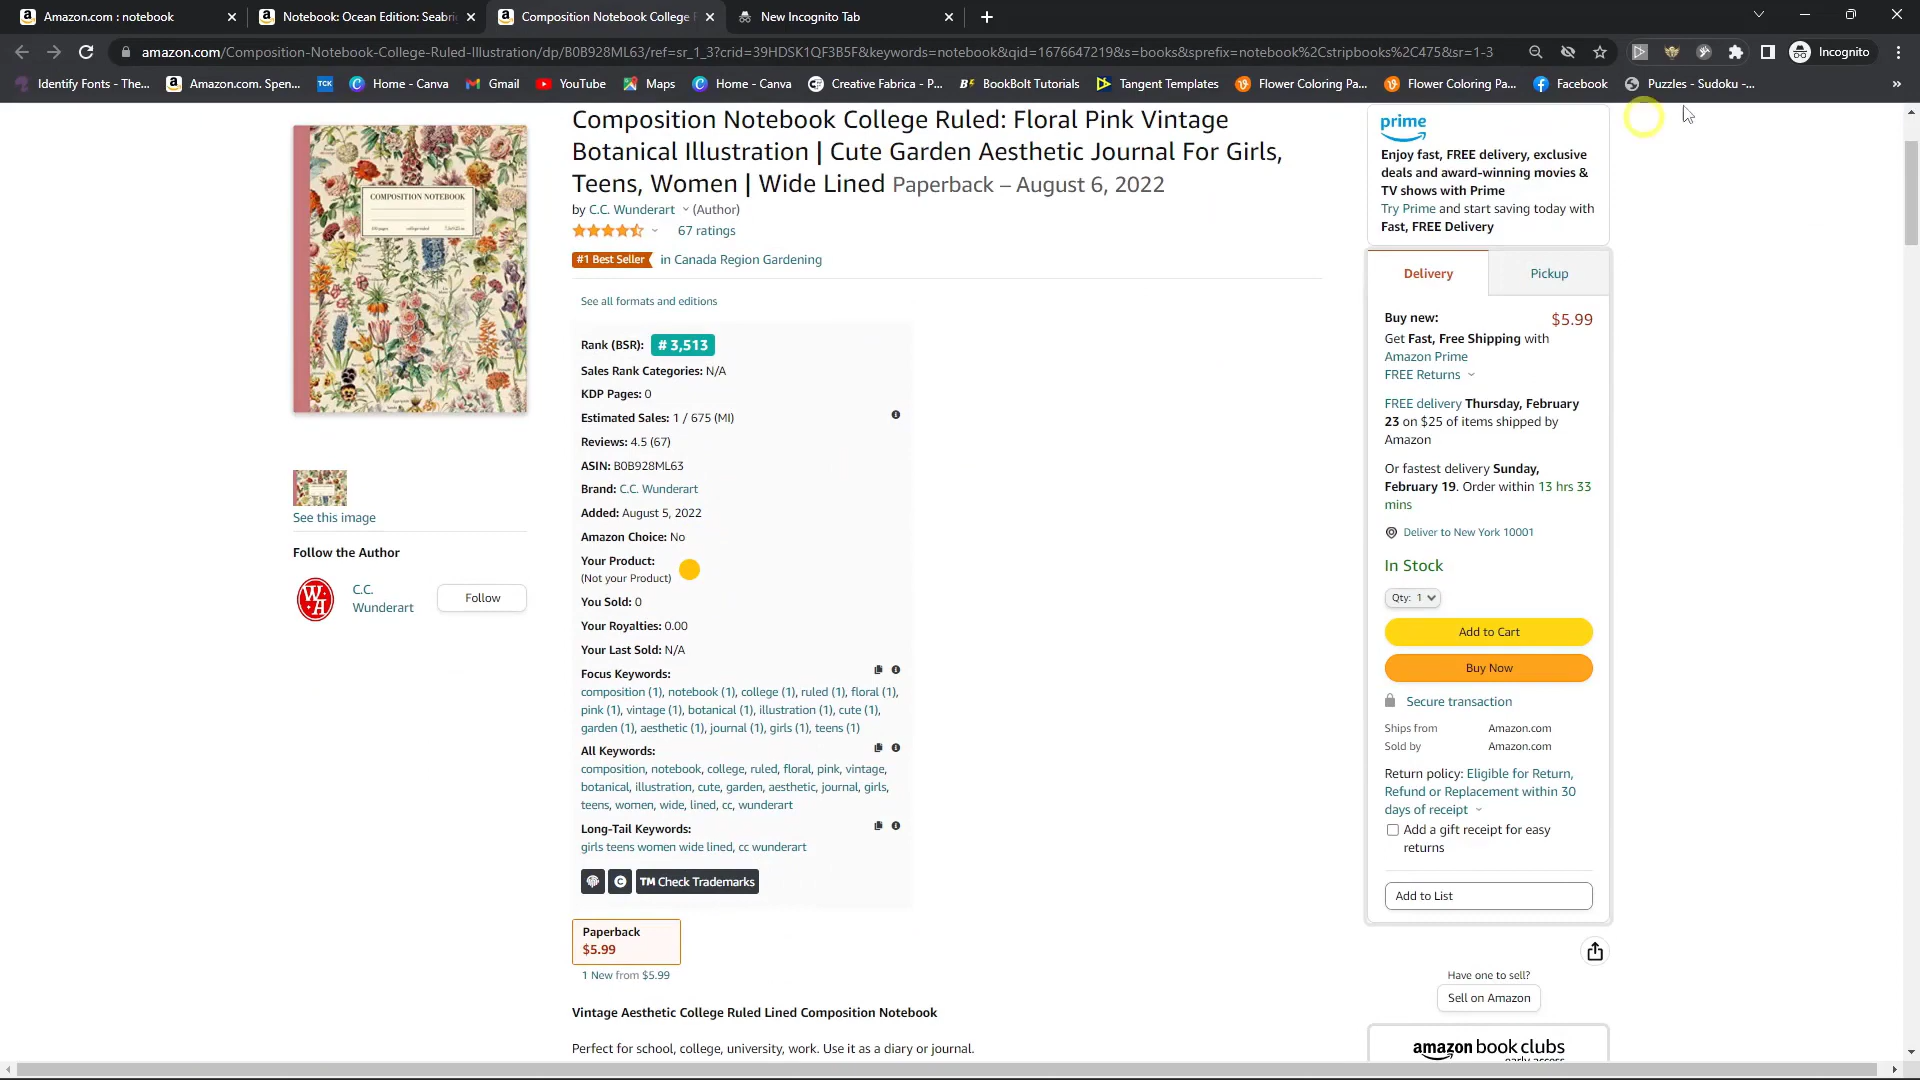 Amazon.com : notebook
Notebook: Ocean Edition: Seabri
Composition Notebook College
New Incognito Tab
amazon.com/Composition-Notebook-College-Ruled-Illustration/dp/B0B928ML63/ref=sr_1_3?crid=39HDSK1QF3B5F&keywords=notebook&qid=1676647219&s=books&sprefix=notebook%2Cstripbooks%2C475&sr=1-3
Incognito
Identify Fonts - The...
Amazon.com. Spen...
TCK
Home - Canva
Gmail
YouTube
Maps
Home - Canva
Creative Fabrica - P...
BookBolt Tutorials
Tangent Templates
Flower Coloring Pa...
Flower Coloring Pa...
Facebook
Puzzles - Sudoku -...
COMPOSITION NOTEBOOK
See this image
Follow the Author
C.C.
Wunderart
Follow
Composition Notebook College Ruled: Floral Pink Vintage
Botanical Illustration | Cute Garden Aesthetic Journal For Girls,
Teens, Women | Wide Lined Paperback – August 6, 2022
by C.C. Wunderart (Author)
67 ratings
#1 Best Seller in Canada Region Gardening
See all formats and editions
Rank (BSR): # 3,513
Sales Rank Categories: N/A
KDP Pages: 0
Estimated Sales: 1 / 675 (MI)
Reviews: 4.5 (67)
ASIN: B0B928ML63
Brand: C.C. Wunderart
Added: August 5, 2022
Amazon Choice: No
Your Product:
(Not your Product)
You Sold: 0
Your Royalties: 0.00
Your Last Sold: N/A
Focus Keywords:
composition (1), notebook (1), college (1), ruled (1), floral (1),
pink (1), vintage (1), botanical (1), illustration (1), cute (1),
garden (1), aesthetic (1), journal (1), girls (1), teens (1)
All Keywords:
composition, notebook, college, ruled, floral, pink, vintage,
botanical, illustration, cute, garden, aesthetic, journal, girls,
teens, women, wide, lined, cc, wunderart
Long-Tail Keywords:
girls teens women wide lined, cc wunderart
TM Check Trademarks
Paperback
$5.99
1 New from $5.99
Vintage Aesthetic College Ruled Lined Composition Notebook
Perfect for school, college, university, work. Use it as a diary or journal.
prime
Enjoy fast, FREE delivery, exclusive
deals and award-winning movies &
TV shows with Prime
Try Prime and start saving today with
Fast, FREE Delivery
Delivery
Pickup
Buy new: $5.99
Get Fast, Free Shipping with
Amazon Prime
FREE Returns
FREE delivery Thursday, February
23 on $25 of items shipped by
Amazon
Or fastest delivery Sunday,
February 19. Order within 13 hrs 33
mins
Deliver to New York 10001
In Stock
Qty: 1
Add to Cart
Buy Now
Secure transaction
Ships from Amazon.com
Sold by Amazon.com
Return policy: Eligible for Return,
Refund or Replacement within 30
days of receipt
Add a gift receipt for easy
returns
Add to List
Have one to sell?
Sell on Amazon
amazon book clubs
early access